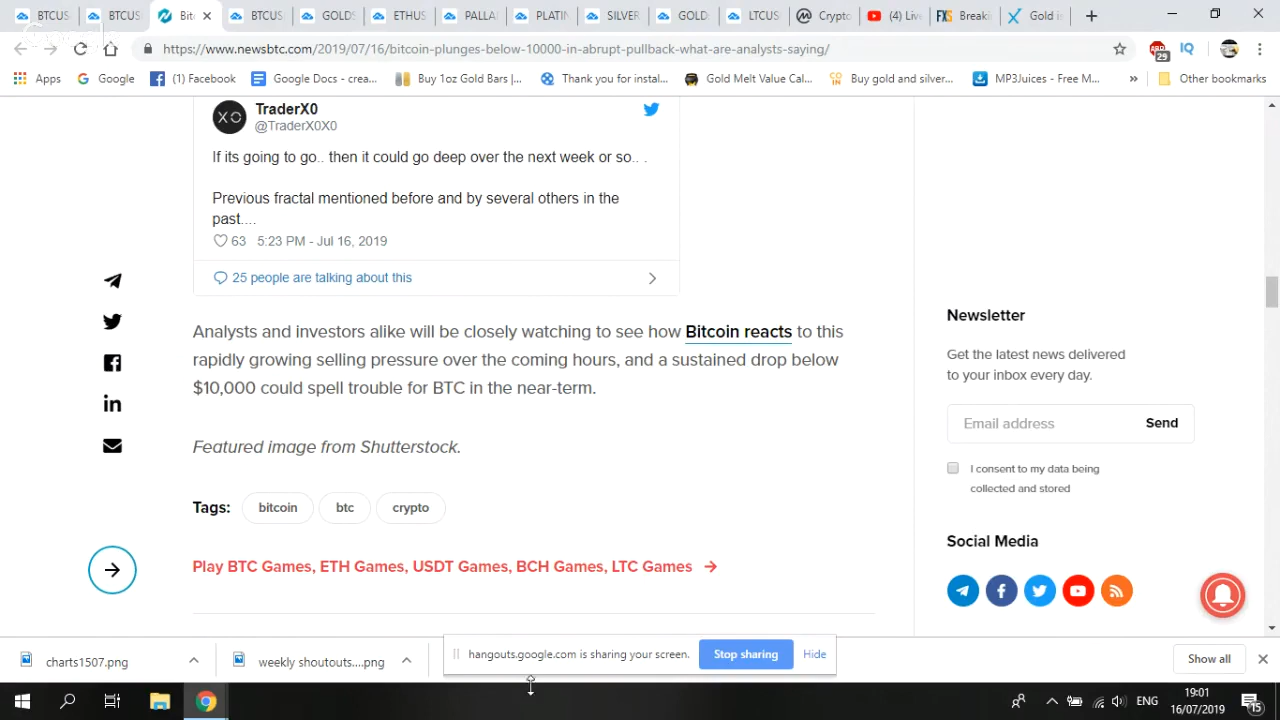 BTCUS
BTCUS
Bit
BTCUS
GOLDS
ETHUS
PALLA
PLATIN
SILVER
GOLD
LTCUS
Crypto
(4) Live
Breaki
Gold is
https://www.newsbtc.com/2019/07/16/bitcoin-plunges-below-10000-in-abrupt-pullback-what-are-analysts-saying/
29
IQ
Apps
Google
(1) Facebook
Google Docs - crea...
Buy 1oz Gold Bars |...
Thank you for instal...
Gold Melt Value Cal...
Buy gold and silver...
MP3Juices - Free M...
»
Other bookmarks
TraderX0
@TraderX0X0
If its going to go.. then it could go deep over the next week or so.. .
Previous fractal mentioned before and by several others in the
past....
63 5:23 PM - Jul 16, 2019
25 people are talking about this
Analysts and investors alike will be closely watching to see how Bitcoin reacts to this
rapidly growing selling pressure over the coming hours, and a sustained drop below
$10,000 could spell trouble for BTC in the near-term.
Featured image from Shutterstock.
Tags: bitcoin btc crypto
Play BTC Games, ETH Games, USDT Games, BCH Games, LTC Games →
Newsletter
Get the latest news delivered
to your inbox every day.
Email address Send
I consent to my data being
collected and stored
Social Media
charts1507.png
weekly shoutouts....png
hangouts.google.com is sharing your screen. Stop sharing Hide
Show all
ENG
19:01
16/07/2019
15